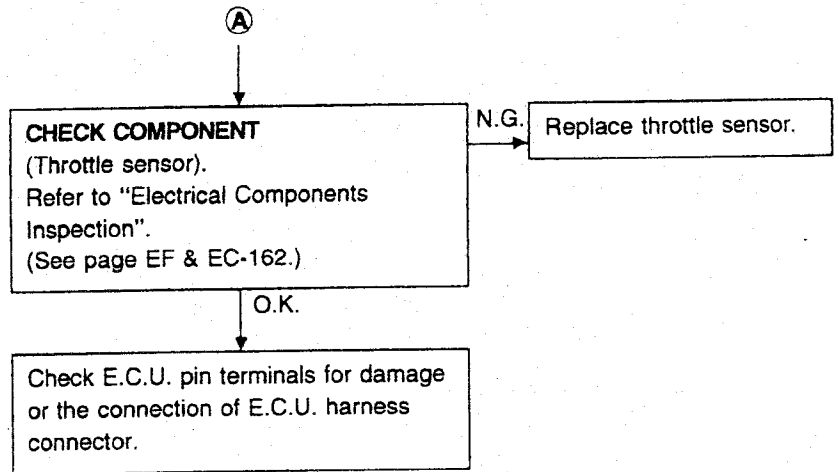 A
CHECK COMPONENT
(Throttle sensor).
Refer to "Electrical Components
Inspection".
(See page EF & EC-162.)
N.G.
Replace throttle sensor.
O.K.
Check E.C.U. pin terminals for damage
or the connection of E.C.U. harness
connector.